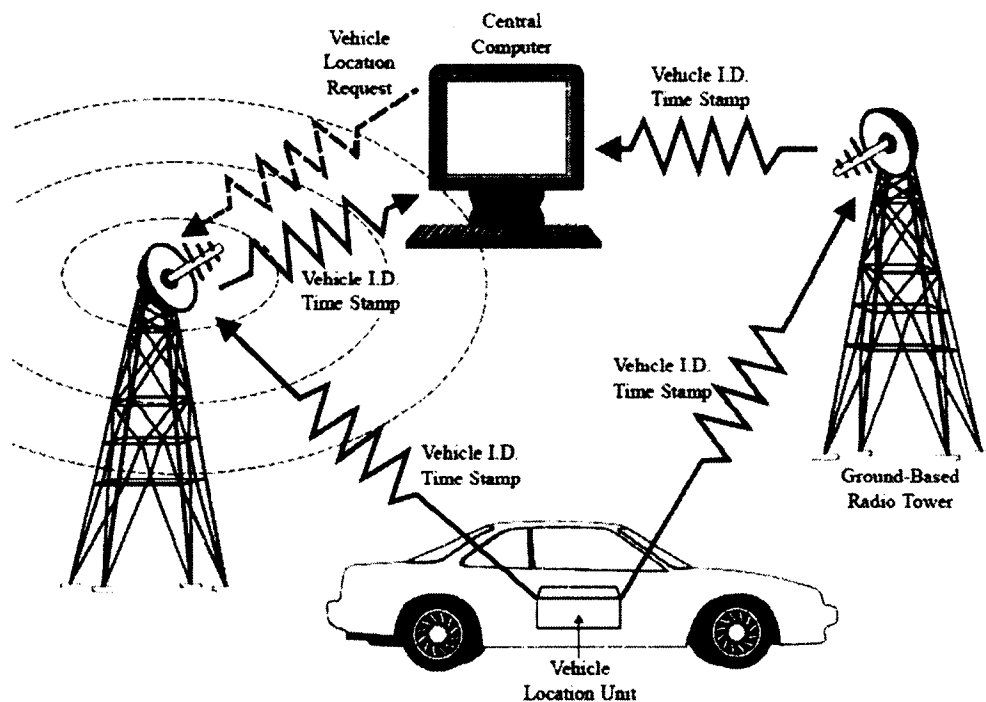 Central
Computer
Vehicle
Location
Request
Vehicle I.D.
Time Stamp
Vehicle I.D.
Time Stamp
Vehicle I.D.
Time Stamp
Vehicle I.D.
Time Stamp
Ground-Based
Radio Tower
Vehicle
Location Unit